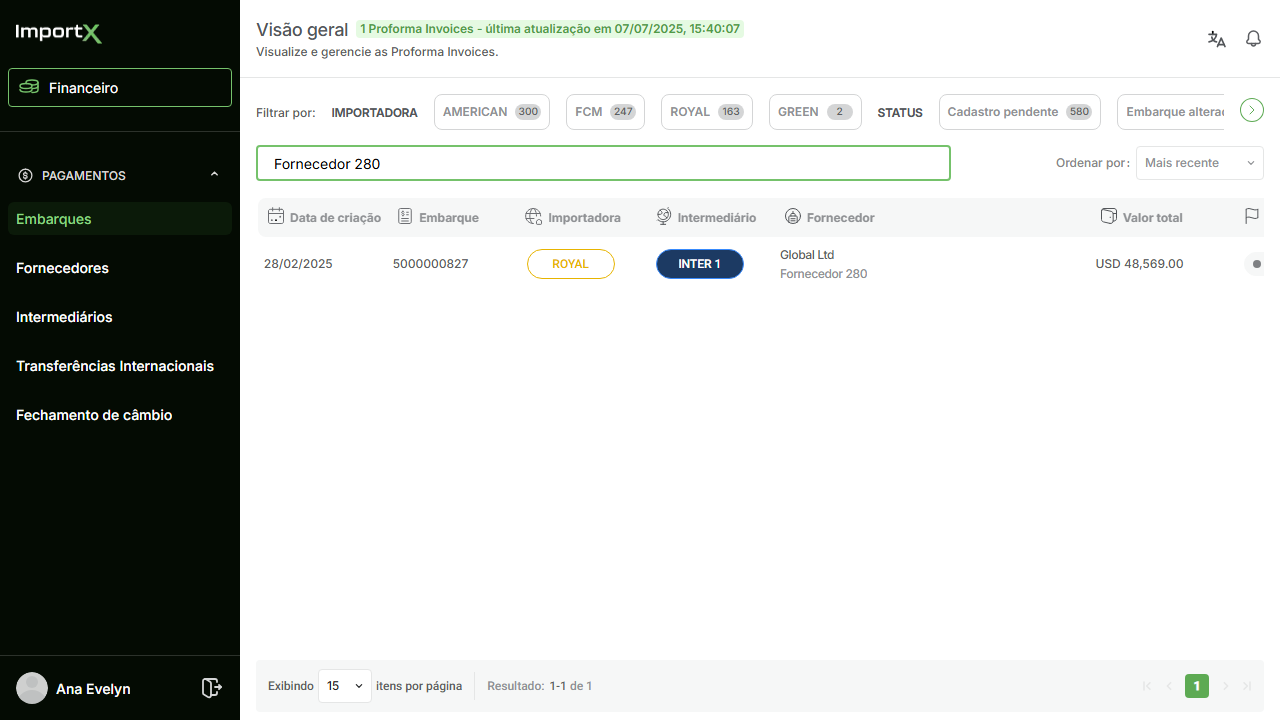 ImportX
Financeiro
PAGAMENTOS
Embarques
Fornecedores
Intermediários
Transferências Internacionais
Fechamento de câmbio
Ana Evelyn
Visão geral 1 Proforma Invoices - última atualização em 07/07/2025, 15:40:07
Visualize e gerencie as Proforma Invoices.
Filtrar por: IMPORTADORA AMERICAN 300 FCM 247 ROYAL 163 GREEN 2 STATUS Cadastro pendente 580 Embarque alterad
Fornecedor 280
Ordenar por: Mais recente
Data de criação Embarque Importadora Intermediário Fornecedor Valor total
28/02/2025 5000000827 ROYAL INTER 1 Global Ltd USD 48,569.00
Fornecedor 280
Exibindo 15 itens por página Resultado: 1-1 de 1 1